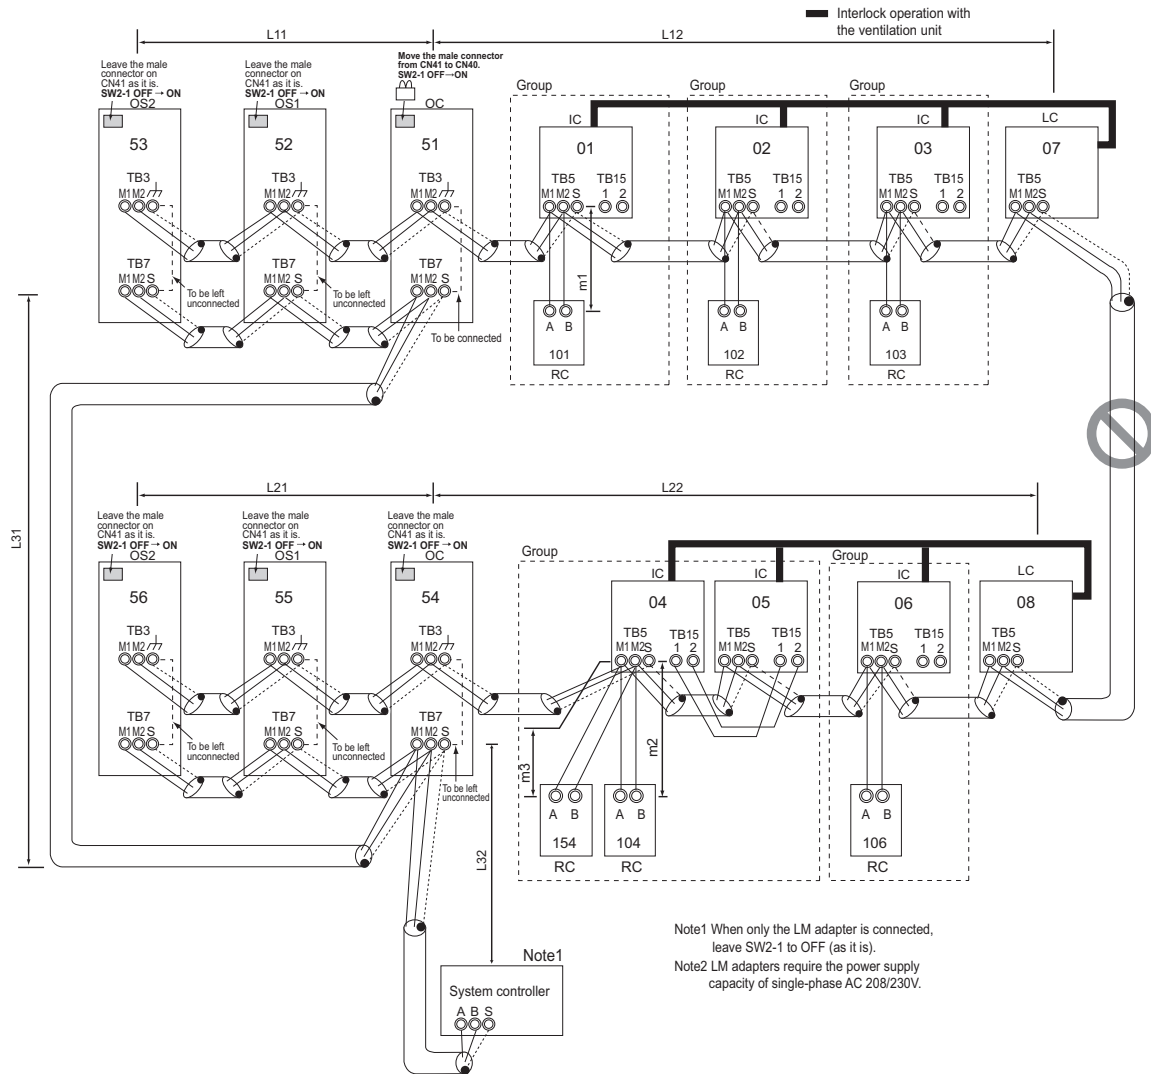 Interlock operation with
the ventilation unit
L11
L12
Leave the male
connector on
CN41 as it is.
SW2-1 OFF → ON
OS2
Leave the male
connector on
CN41 as it is.
SW2-1 OFF → ON
OS1
Move the male connector
from CN41 to CN40.
SW2-1 OFF→ON
OC
Group
Group
Group
IC
IC
IC
LC
53
52
51
01
02
03
07
TB3
M1 M2
TB3
M1 M2
TB3
M1 M2
TB5
M1 M2 S
TB15
1 2
TB5
M1 M2 S
TB15
1 2
TB5
M1 M2 S
TB15
1 2
TB5
M1 M2 S
TB7
M1 M2 S
TB7
M1 M2 S
TB7
M1 M2 S
To be left
unconnected
To be left
unconnected
To be connected
m1
A B
101
RC
A B
102
RC
A B
103
RC
L31
L21
L22
Leave the male
connector on
CN41 as it is.
SW2-1 OFF → ON
OS2
Leave the male
connector on
CN41 as it is.
SW2-1 OFF → ON
OS1
Leave the male
connector on
CN41 as it is.
SW2-1 OFF → ON
OC
Group
Group
IC
IC
IC
LC
56
55
54
04
05
06
08
TB3
M1 M2
TB3
M1 M2
TB3
M1 M2
TB5
M1 M2 S
TB15
1 2
TB5
M1 M2 S
TB15
1 2
TB5
M1 M2 S
TB15
1 2
TB5
M1 M2 S
TB7
M1 M2 S
TB7
M1 M2 S
TB7
M1 M2 S
To be left
unconnected
To be left
unconnected
To be left
unconnected
m3
m2
A B
154
RC
A B
104
RC
A B
106
RC
L32
Note1
System controller
A B S
Note1 When only the LM adapter is connected,
leave SW2-1 to OFF (as it is).
Note2 LM adapters require the power supply
capacity of single-phase AC 208/230V.